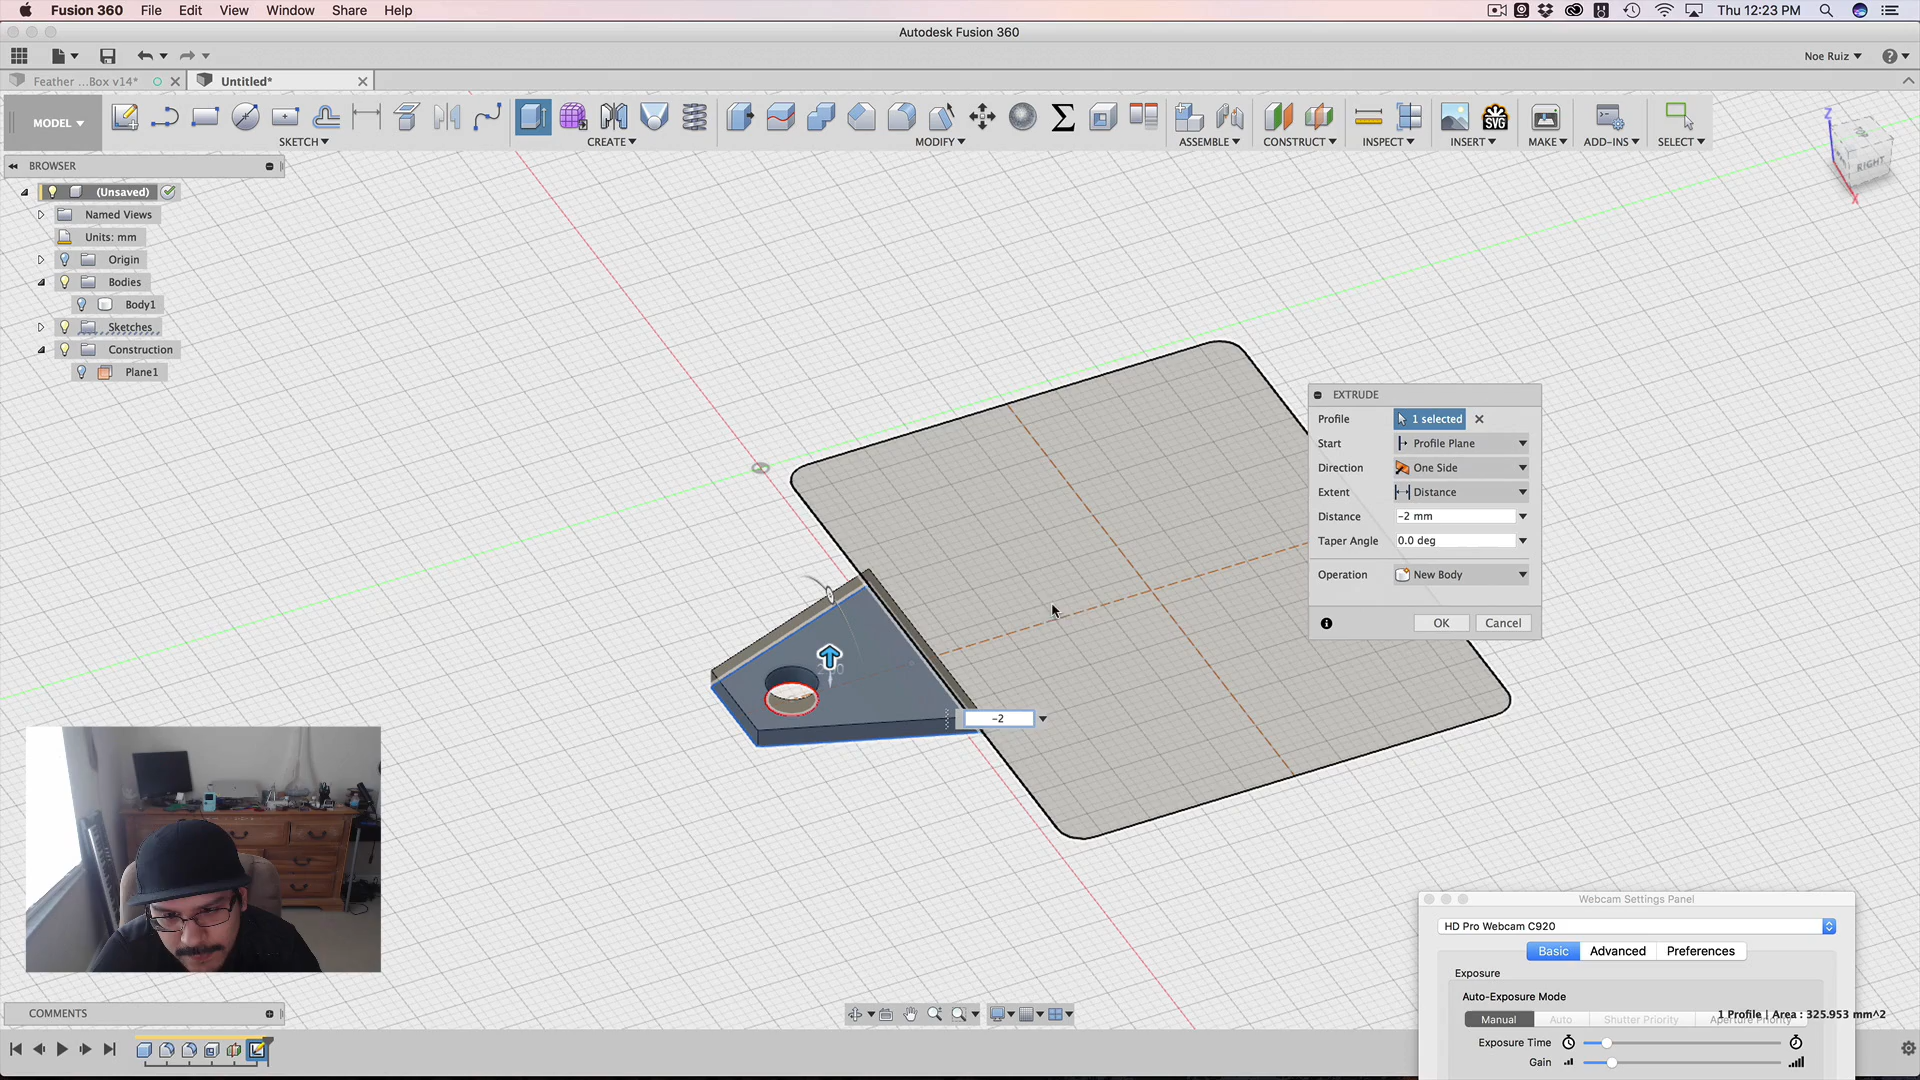 Fusion 360 File Edit View Window Share Help Thu 12:23 PM
Autodesk Fusion 360
Noe Ruiz
Feather ...Box v14* Untitled*
MODEL
SKETCH CREATE MODIFY ASSEMBLE CONSTRUCT INSPECT INSERT MAKE ADD-INS SELECT
SVG
BROWSER
(Unsaved)
Named Views
Units: mm
Origin
Bodies
Body1
Sketches
Construction
Plane1
Z
RIGHT
X
EXTRUDE
Profile 1 selected
Start Profile Plane
Direction One Side
Extent Distance
Distance -2 mm
Taper Angle 0.0 deg
Operation New Body
OK Cancel
-2
Webcam Settings Panel
HD Pro Webcam C920
Basic Advanced Preferences
Exposure
Auto-Exposure Mode
1 Profile | Area : 325.953 mm^2
Manual Auto Shutter Priority Aperture Priority
Exposure Time
Gain
COMMENTS